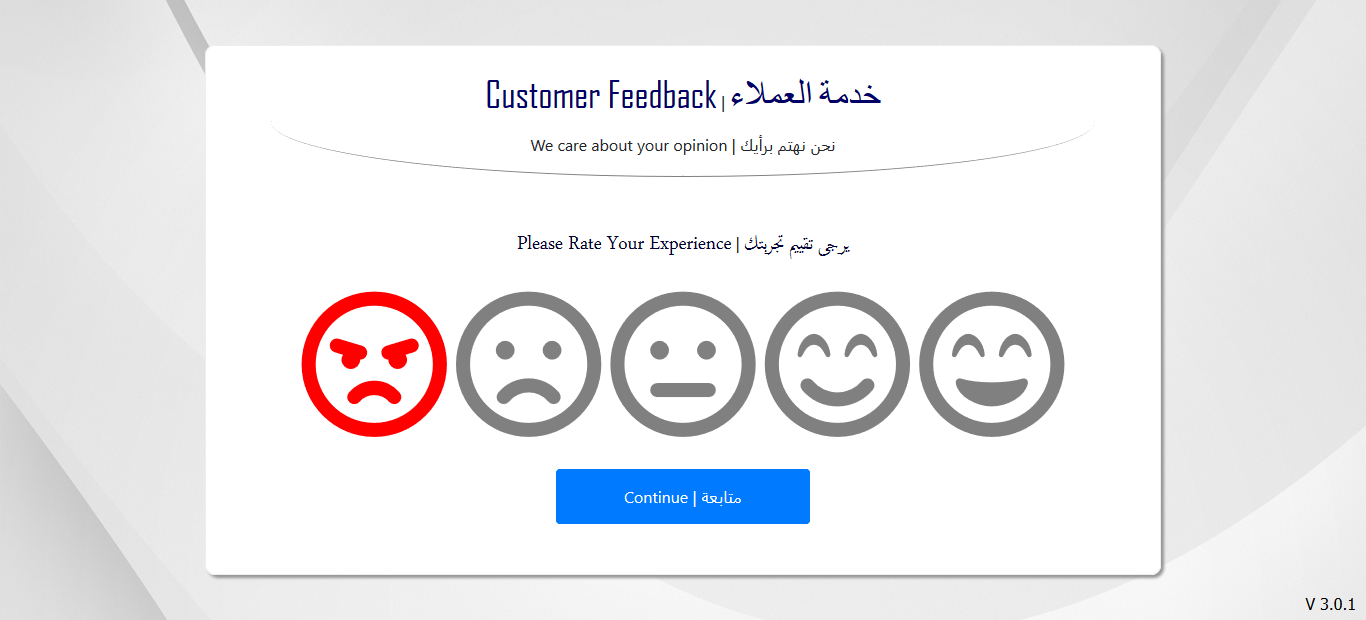 Customer Feedback | خدمة العملاء
We care about your opinion | نحن نهتم برأيك
Please Rate Your Experience | يرجى تقييم تجربتك
Continue | متابعة
V 3.0.1